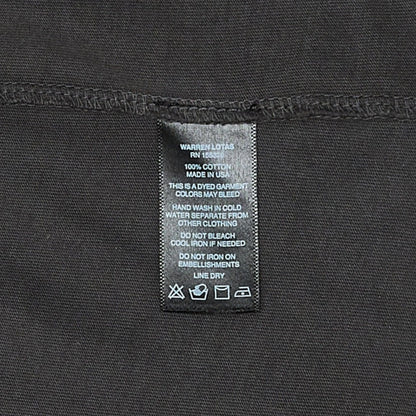 WARREN LOTAS
RN
100% COTTON
MADE IN USA
THIS IS A DYED GARMENT
COLORS MAY BLEED
HAND WASH IN COLD
WATER SEPARATE FROM
OTHER CLOTHING
DO NOT BLEACH
COOL IRON IF NEEDED
DO NOT IRON ON
EMBELLISHMENTS
LINE DRY